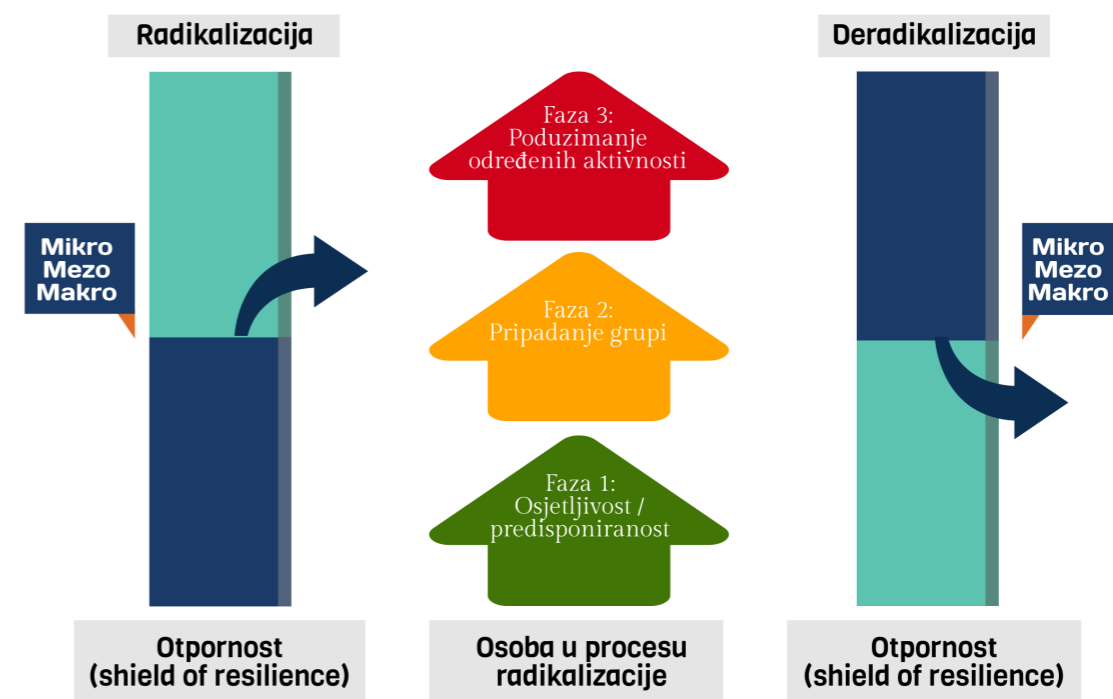 Radikalizacija
Deradikalizacija
Faza 3:
Poduzimanje
određenih aktivnosti
Mikro
Mezo
Makro
Mikro
Mezo
Makro
Faza 2:
Pripadanje grupi
Faza 1:
Osjetljivost /
predisponiranost
Otpornost
(shield of resilience)
Osoba u procesu
radikalizacije
Otpornost
(shield of resilience)